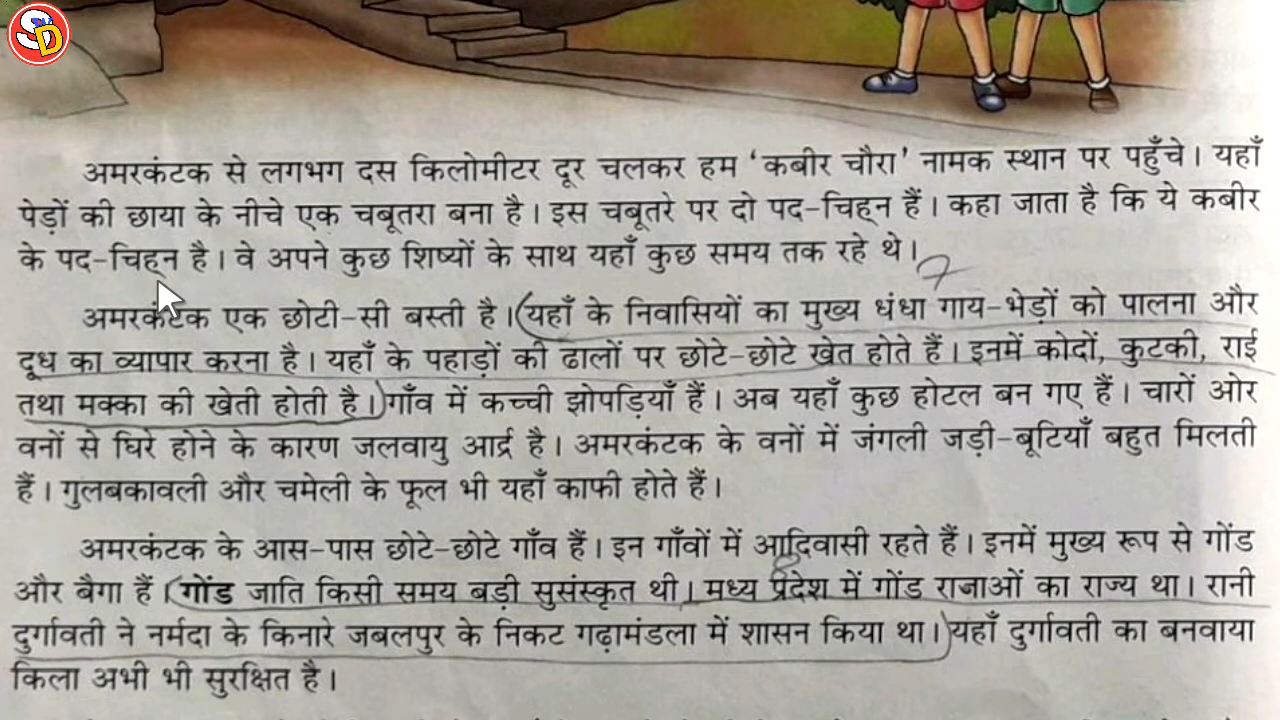 SD
अमरकंटक से लगभग दस किलोमीटर दूर चलकर हम ‘कबीर चौरा’ नामक स्थान पर पहुँचे। यहाँ
पेड़ों की छाया के नीचे एक चबूतरा बना है। इस चबूतरे पर दो पद-चिह्न हैं। कहा जाता है कि ये कबीर
के पद-चिह्न है। वे अपने कुछ शिष्यों के साथ यहाँ कुछ समय तक रहे थे।
7
अमरकंटक एक छोटी-सी बस्ती है। (यहाँ के निवासियों का मुख्य धंधा गाय-भेड़ों को पालना और
दूध का व्यापार करना है। यहाँ के पहाड़ों की ढालों पर छोटे-छोटे खेत होते हैं। इनमें कोदों, कुटकी, राई
तथा मक्का की खेती होती है।) गाँव में कच्ची झोपड़ियाँ हैं। अब यहाँ कुछ होटल बन गए हैं। चारों ओर
वनों से घिरे होने के कारण जलवायु आर्द्र है। अमरकंटक के वनों में जंगली जड़ी-बूटियाँ बहुत मिलती
हैं। गुलबकावली और चमेली के फूल भी यहाँ काफी होते हैं।
अमरकंटक के आस-पास छोटे-छोटे गाँव हैं। इन गाँवों में आदिवासी रहते हैं। इनमें मुख्य रूप से गोंड
8
और बैगा हैं। (गोंड जाति किसी समय बड़ी सुसंस्कृत थी। मध्य प्रदेश में गोंड राजाओं का राज्य था। रानी
दुर्गावती ने नर्मदा के किनारे जबलपुर के निकट गढ़ामंडला में शासन किया था।) यहाँ दुर्गावती का बनवाया
किला अभी भी सुरक्षित है।